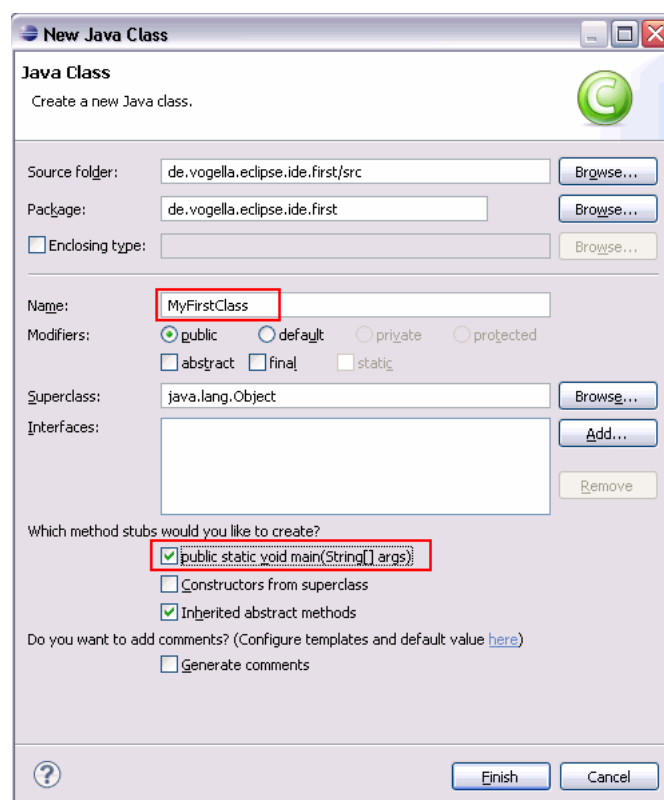 New Java Class
Java Class
Create a new Java class.
C
Source folder: de.vogella.eclipse.ide.first/src Browse...
Package: de.vogella.eclipse.ide.first Browse...
Enclosing type: Browse...
Name: MyFirstClass
Modifiers: public default private protected
abstract final static
Superclass: java.lang.Object Browse...
Interfaces: Add...
Remove
Which method stubs would you like to create?
public static void main(String[] args)
Constructors from superclass
Inherited abstract methods
Do you want to add comments? (Configure templates and default value here)
Generate comments
? Finish Cancel